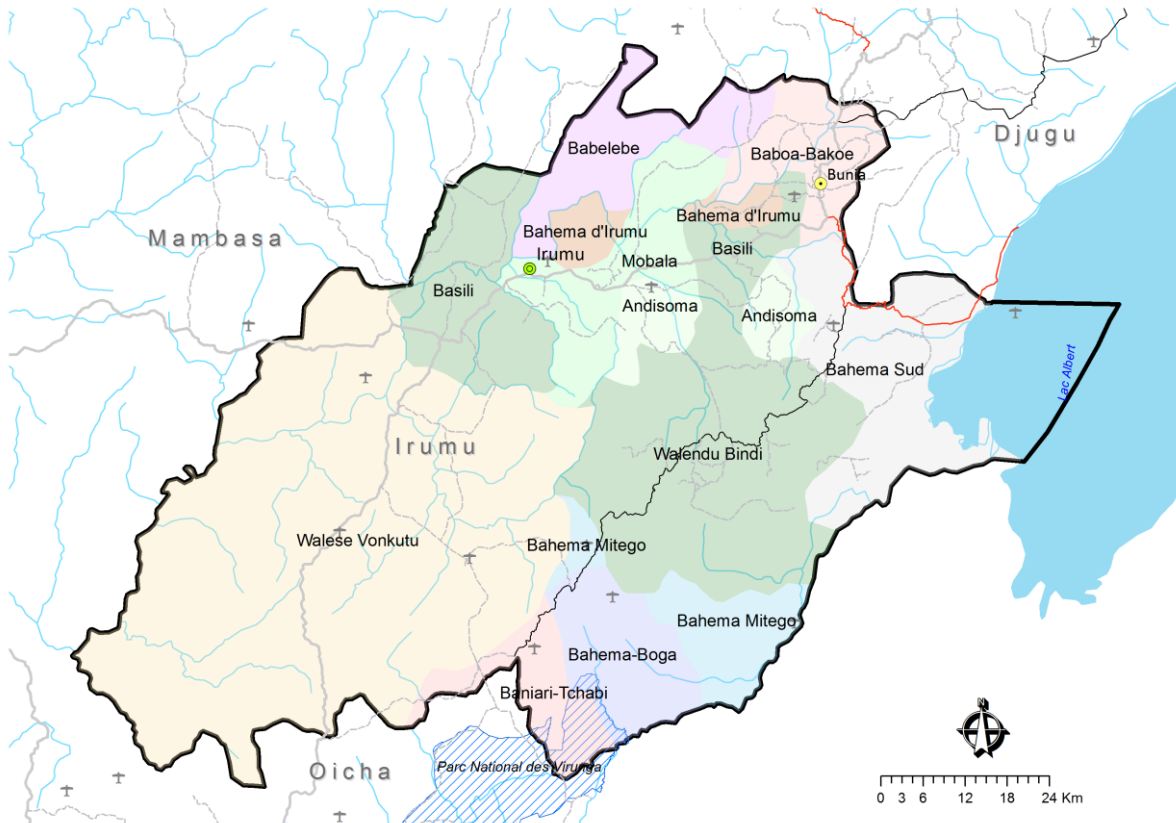 Djugu
Babelebe
Baboa-Bakoe
Bunia
Mambasa
Bahema d'Irumu
Bahema d'Irumu
Irumu
Mobala
Basili
Basili
Andisoma
Andisoma
Bahema Sud
Lac Albert
Irumu
Walendu Bindi
Walese Vonkutu
Bahema Mitego
Bahema Mitego
Bahema-Boga
Baniari-Tchabi
Oicha
Parc National des Virunga
N
0 3 6 12 18 24 Km